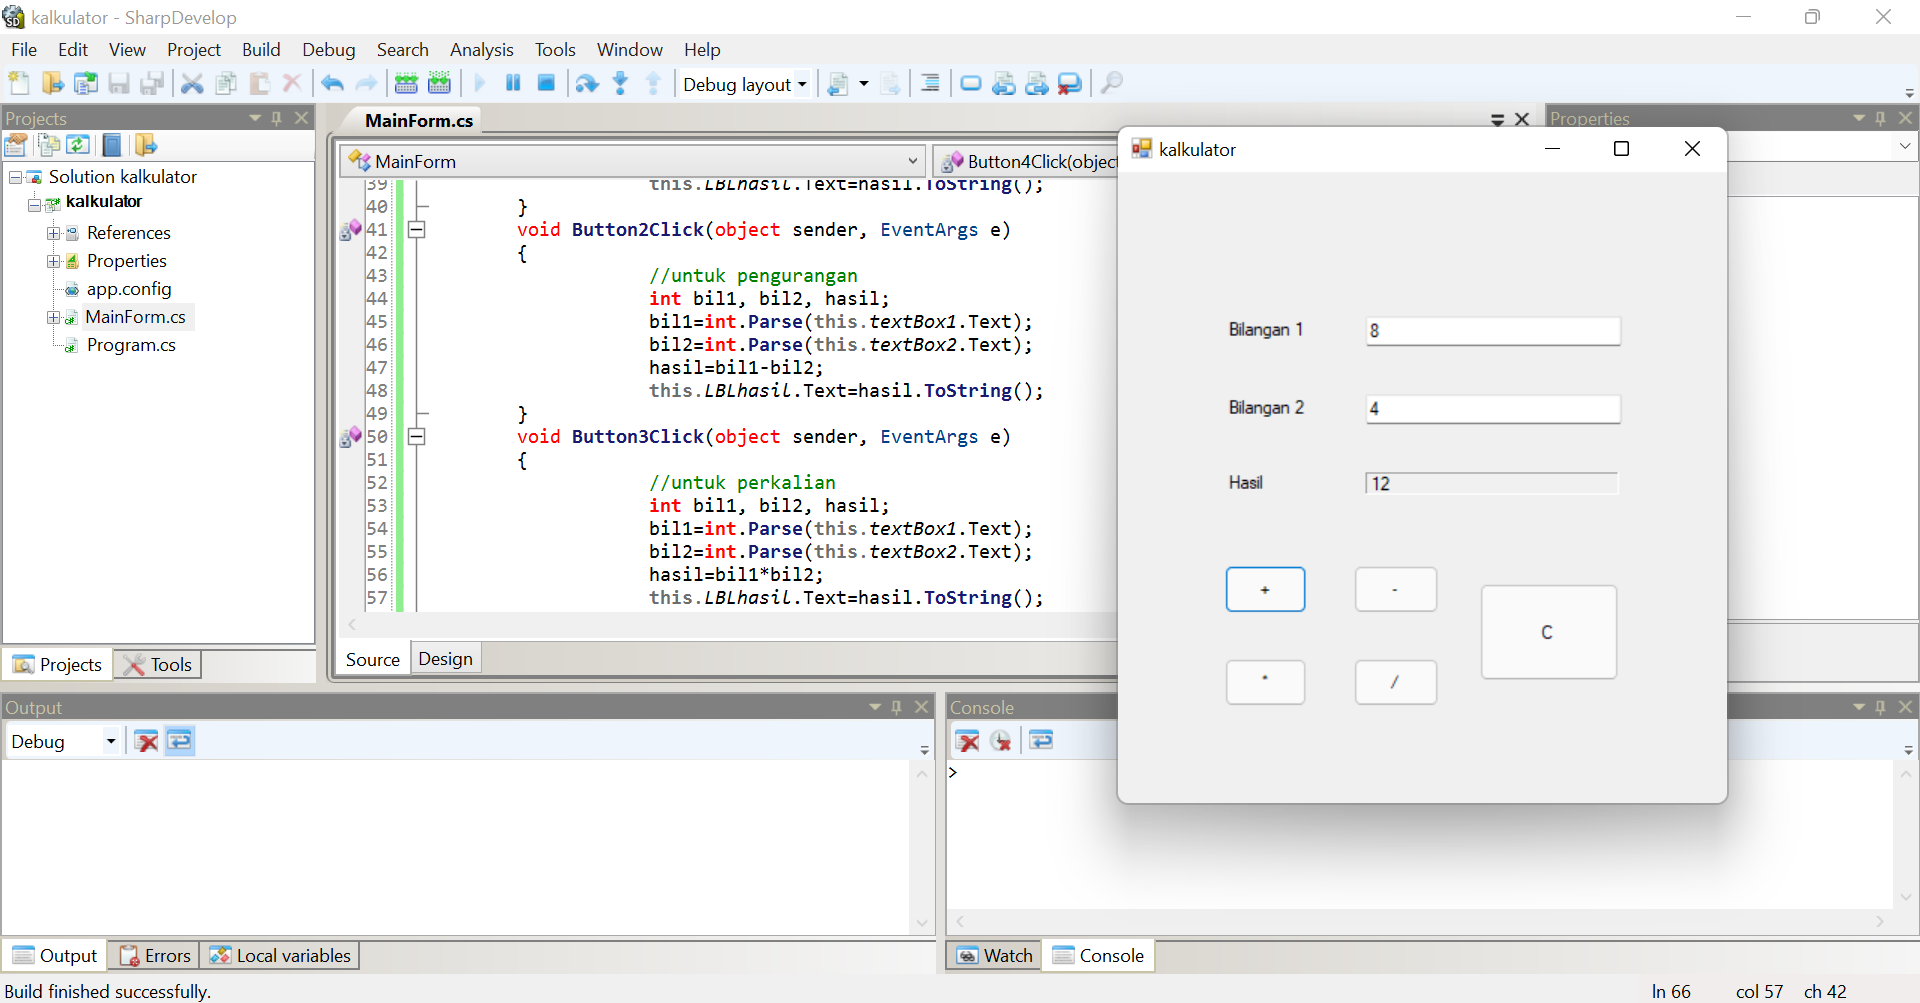 kalkulator - SharpDevelop
File Edit View Project Build Debug Search Analysis Tools Window Help
Debug layout
Projects
Solution kalkulator
kalkulator
References
Properties
app.config
MainForm.cs
Program.cs
Projects Tools
MainForm.cs
MainForm
Button4Click(object
39 this.LBLhasil.Text=hasil.ToString();
40 }
41 void Button2Click(object sender, EventArgs e)
42 {
43 //untuk pengurangan
44 int bil1, bil2, hasil;
45 bil1=int.Parse(this.textBox1.Text);
46 bil2=int.Parse(this.textBox2.Text);
47 hasil=bil1-bil2;
48 this.LBLhasil.Text=hasil.ToString();
49 }
50 void Button3Click(object sender, EventArgs e)
51 {
52 //untuk perkalian
53 int bil1, bil2, hasil;
54 bil1=int.Parse(this.textBox1.Text);
55 bil2=int.Parse(this.textBox2.Text);
56 hasil=bil1*bil2;
57 this.LBLhasil.Text=hasil.ToString();
Source Design
Properties
kalkulator
Bilangan 1 8
Bilangan 2 4
Hasil 12
+ -
C
* /
Output
Debug
Output Errors Local variables
Console
>
Watch Console
Build finished successfully.
ln 66 col 57 ch 42